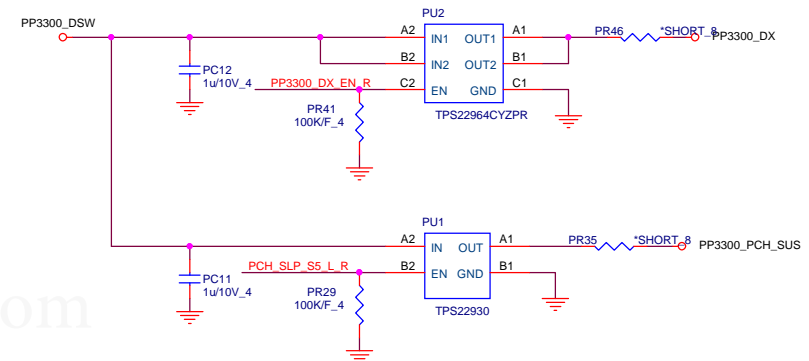 PP3300_DSW
PU2
A2 IN1 OUT1 A1
PR46 *SHORT_8
PP3300_DX
B2 IN2 OUT2 B1
PC12
1u/10V_4
PP3300_DX_EN_R
C2 EN GND C1
PR41
100K/F_4
TPS22964CYZPR
PU1
A2 IN OUT A1
PR35 *SHORT_8
PP3300_PCH_SUS
PCH_SLP_S5_L_R
B2 EN GND B1
PC11
1u/10V_4
PR29
100K/F_4
TPS22930
om